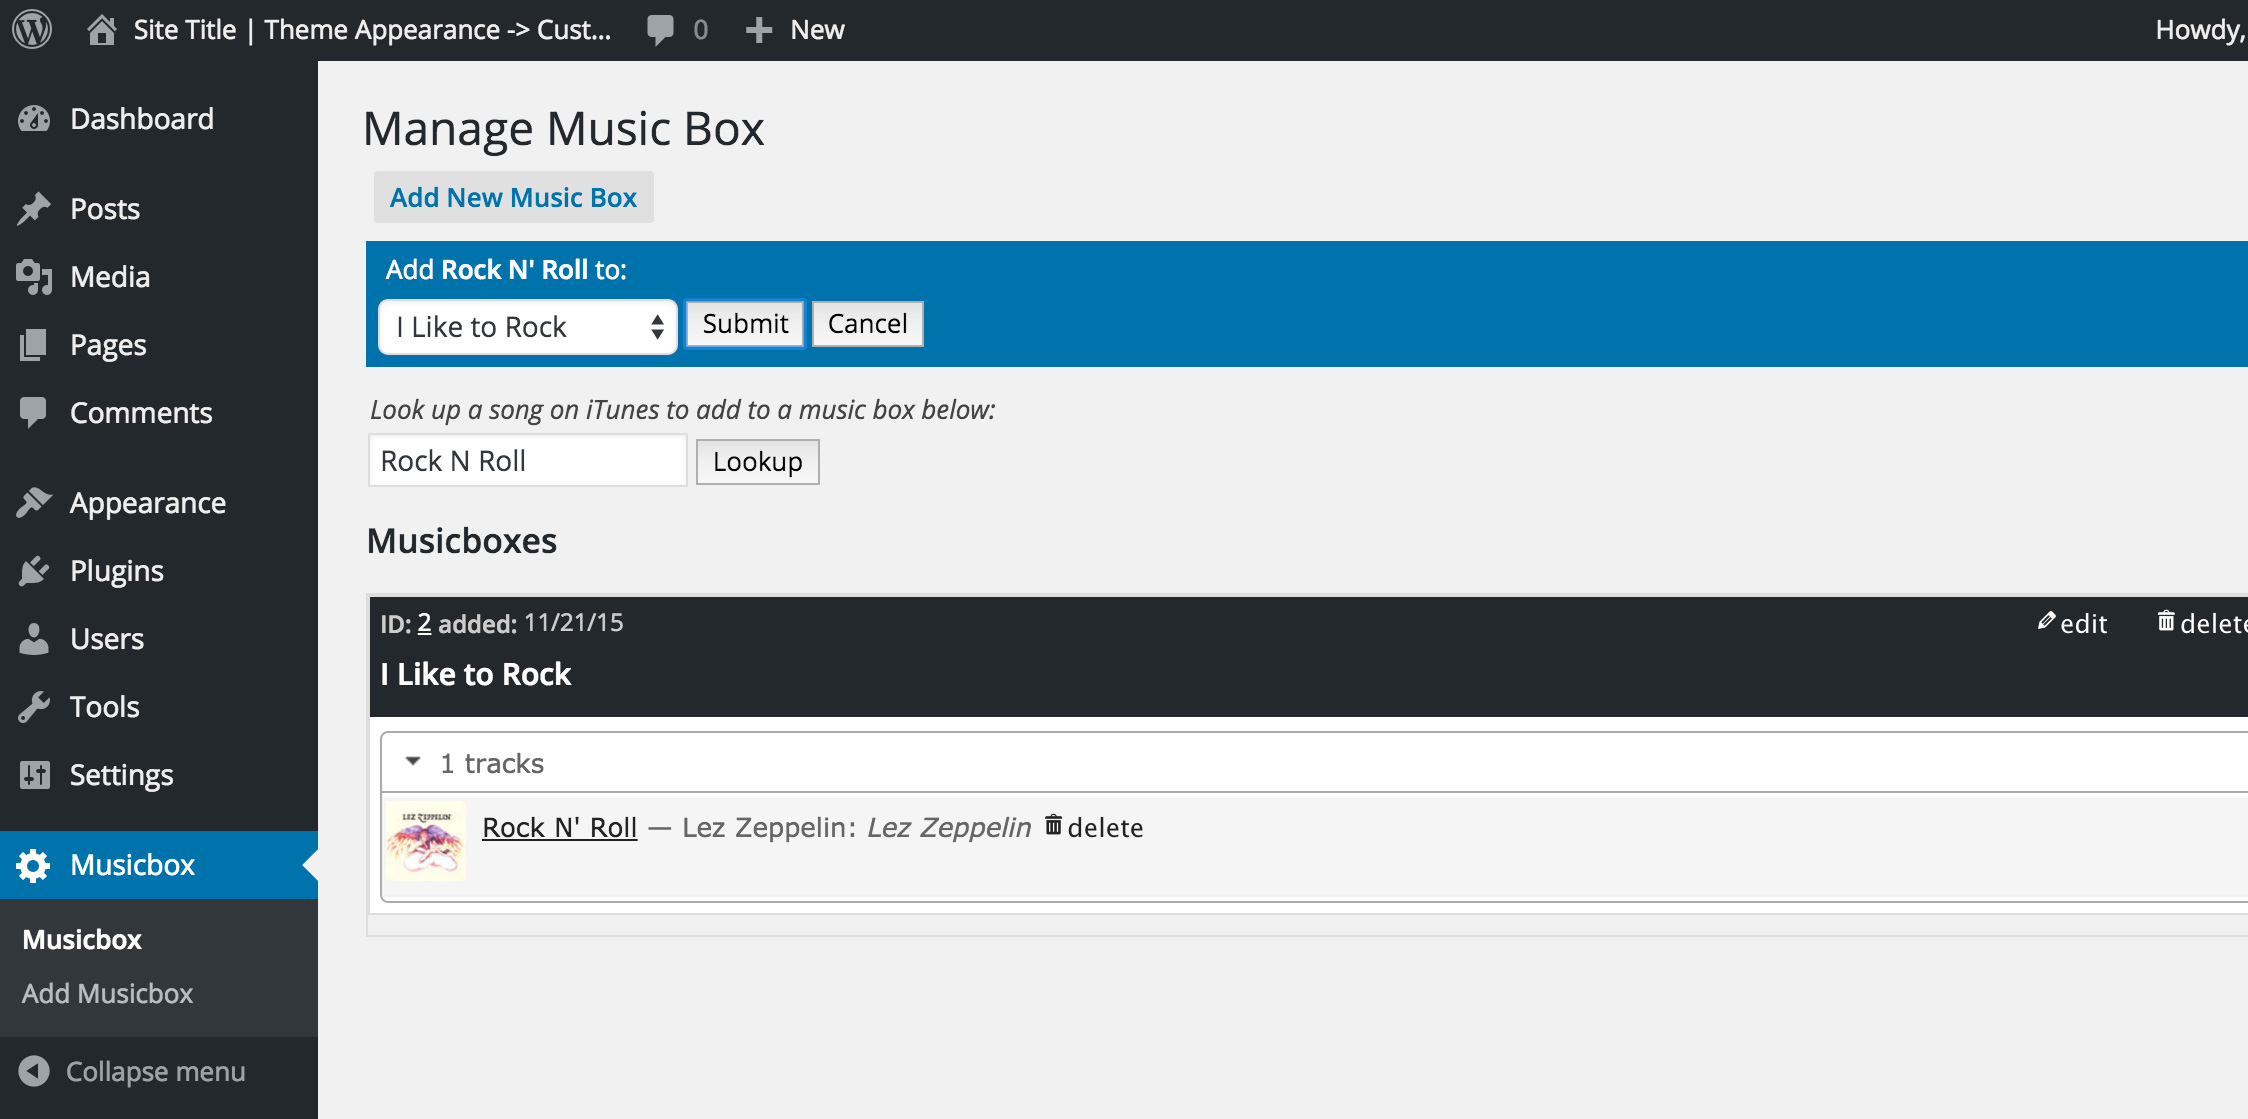 Site Title | Theme Appearance -> Cust... 0 New Howdy,
Dashboard
Posts
Media
Pages
Comments
Appearance
Plugins
Users
Tools
Settings
Musicbox
Musicbox
Add Musicbox
Collapse menu
Manage Music Box
Add New Music Box
Add Rock N' Roll to:
I Like to Rock Submit Cancel
Look up a song on iTunes to add to a music box below:
Rock N Roll Lookup
Musicboxes
ID: 2 added: 11/21/15 edit delete
I Like to Rock
1 tracks
LEZ ZEPPELIN
Rock N' Roll — Lez Zeppelin: Lez Zeppelin delete